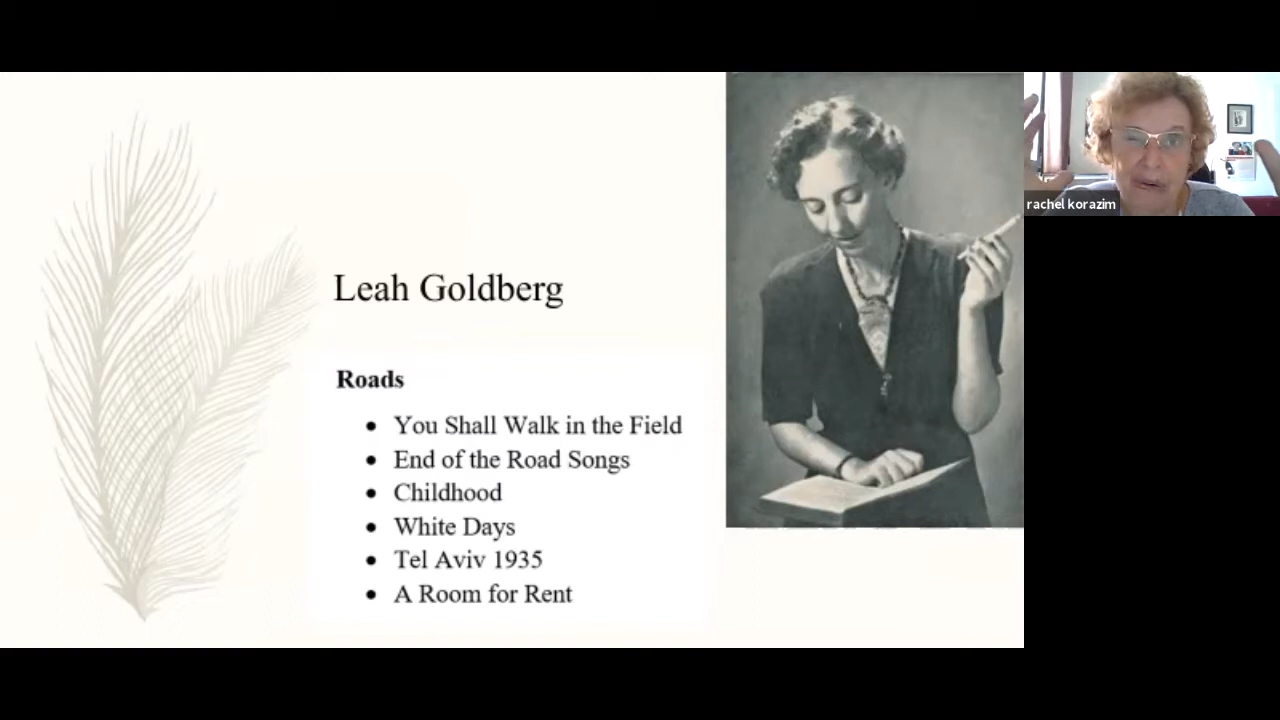 Leah Goldberg
Roads
• You Shall Walk in the Field
• End of the Road Songs
• Childhood
• White Days
• Tel Aviv 1935
• A Room for Rent
rachel korazim